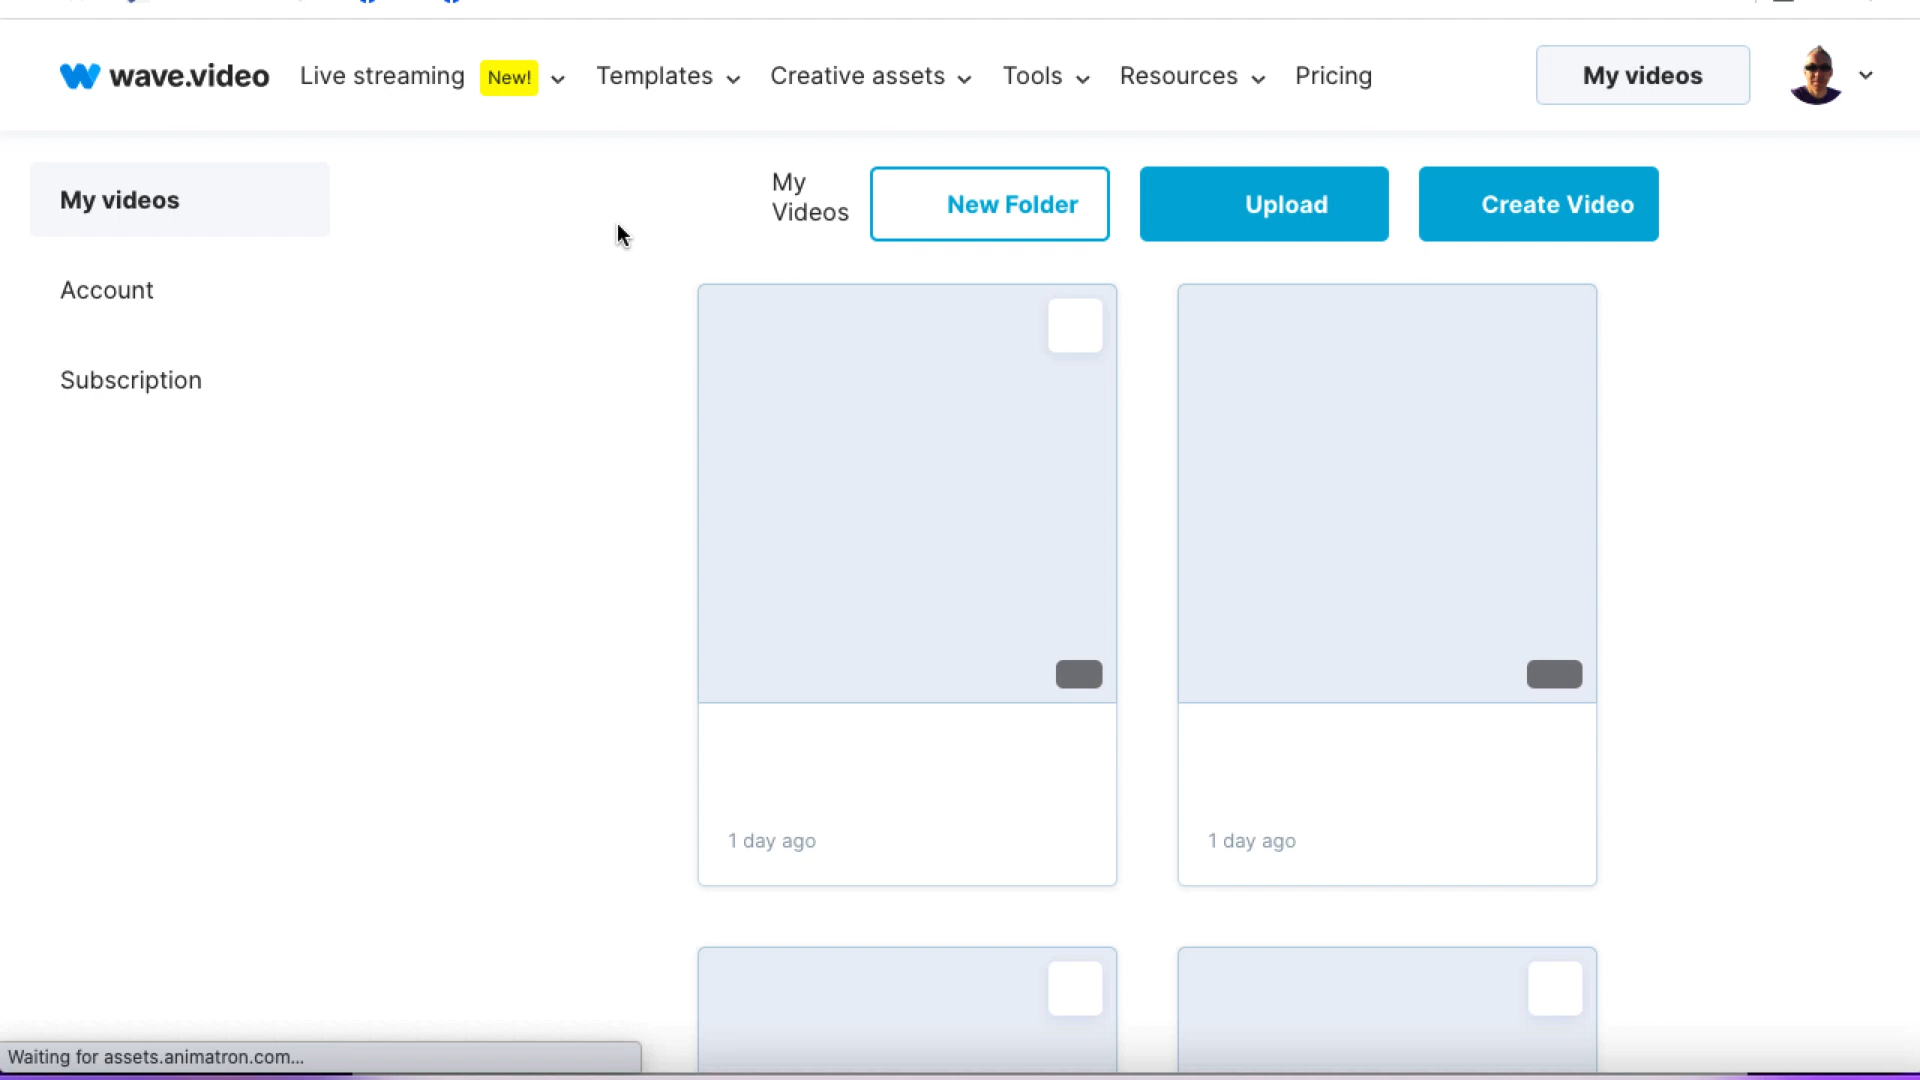 wave.video Live streaming New! Templates Creative assets Tools Resources Pricing My videos
My videos
My
Videos
New Folder
Upload
Create Video
Account
Subscription
1 day ago
1 day ago
Waiting for assets.animatron.com...